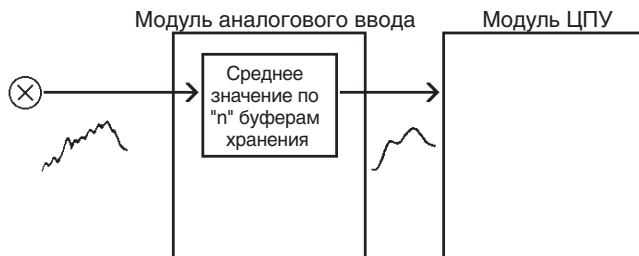 Модуль аналогового ввода
Модуль ЦПУ
Среднее
значение по
"n" буферам
хранения